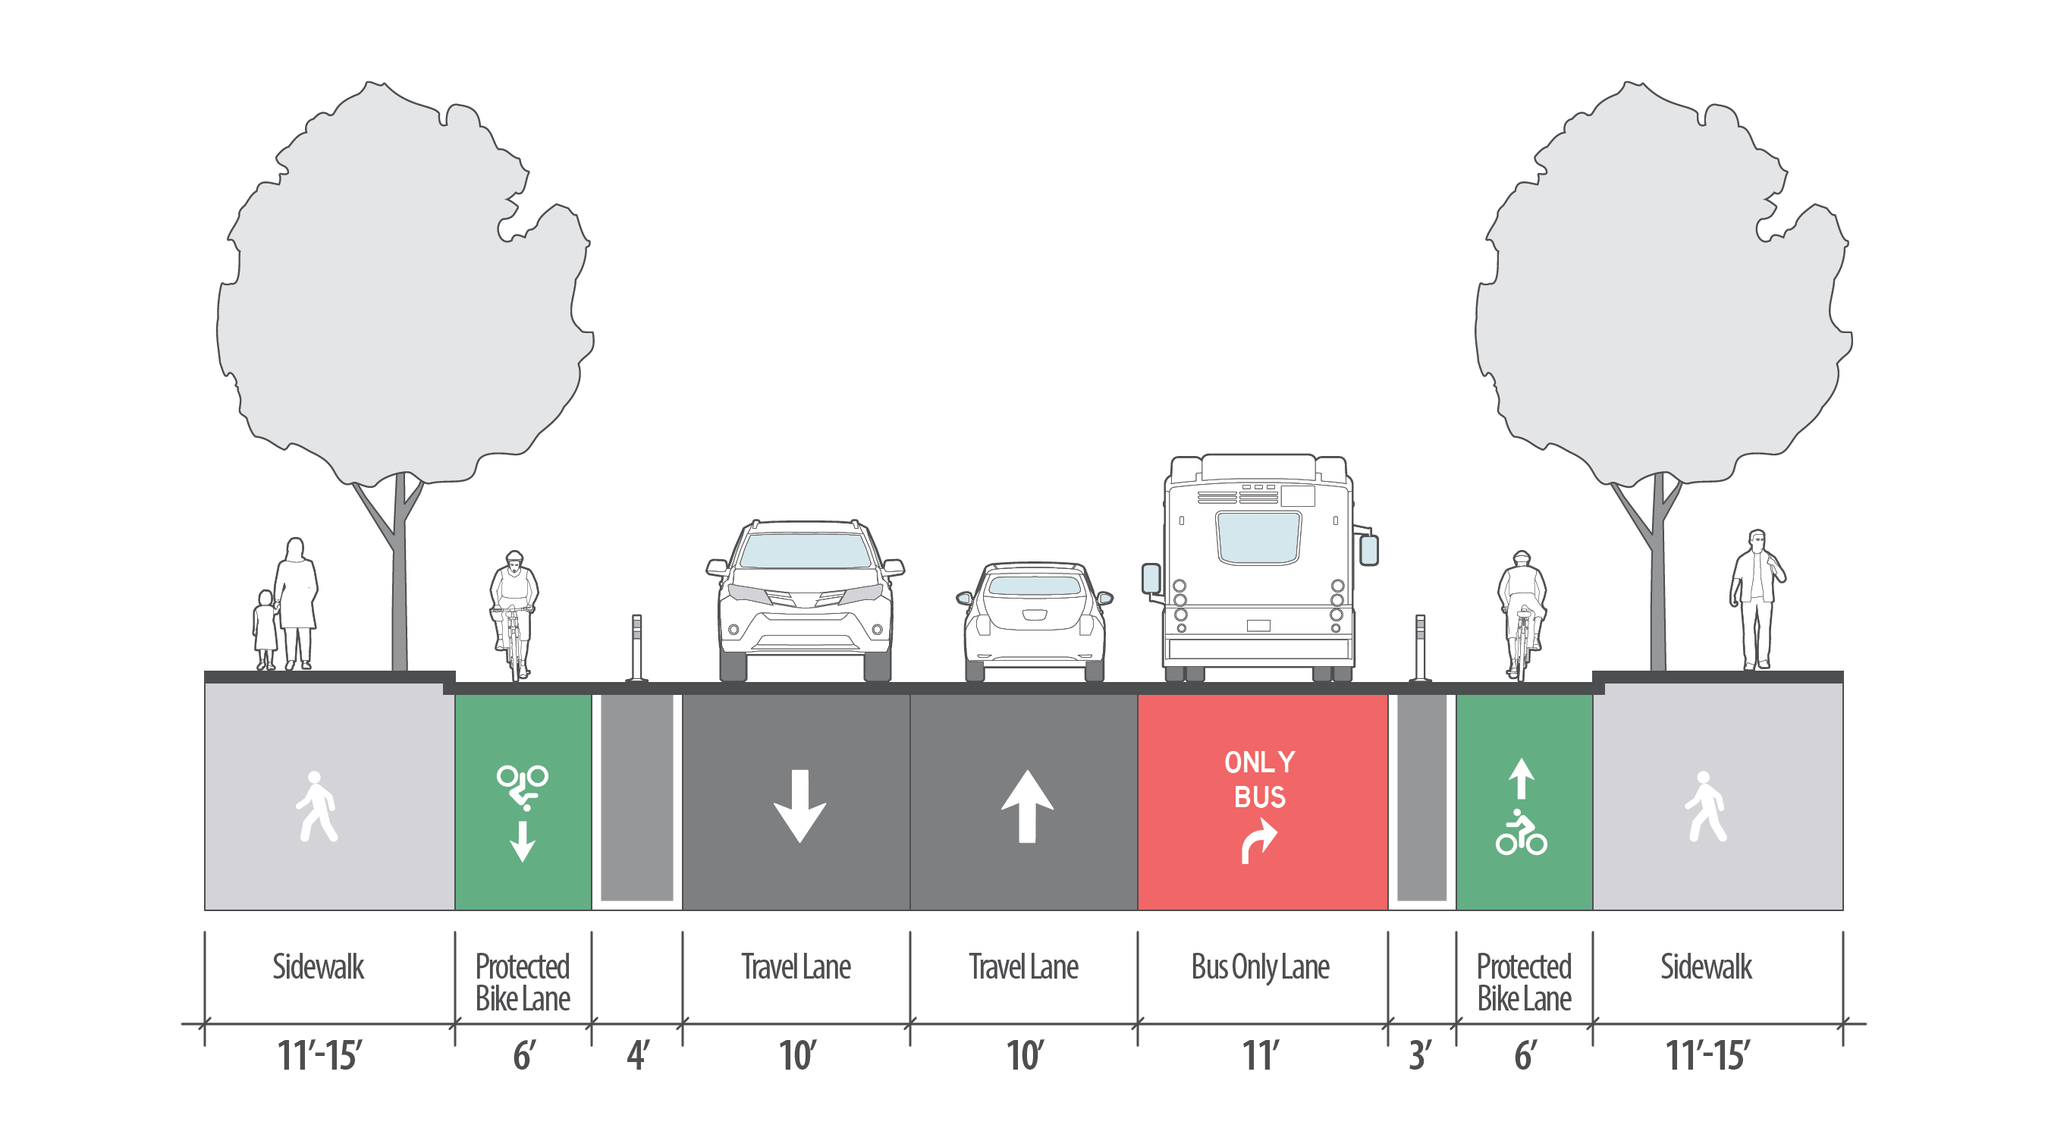 ONLY
BUS
Sidewalk
Protected
Bike Lane
Travel Lane
Travel Lane
Bus Only Lane
Protected
Bike Lane
Sidewalk
11’-15’
6’
4’
10’
10’
11’
3’
6’
11’-15’